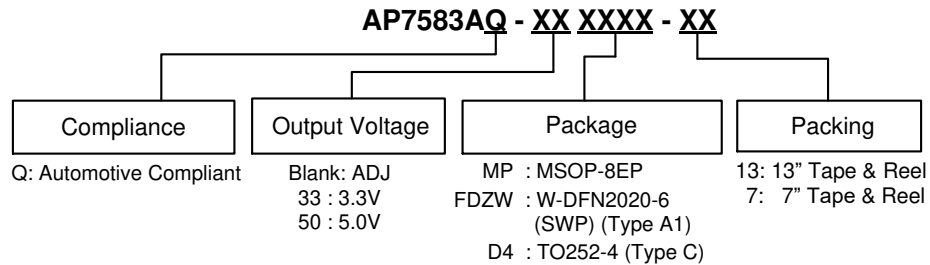 AP7583AQ - XX XXXX - XX
Compliance
Q: Automotive Compliant
Output Voltage
Blank: ADJ
33 : 3.3V
50 : 5.0V
Package
MP : MSOP-8EP
FDZW : W-DFN2020-6
(SWP) (Type A1)
D4 : TO252-4 (Type C)
Packing
13: 13” Tape & Reel
7: 7” Tape & Reel